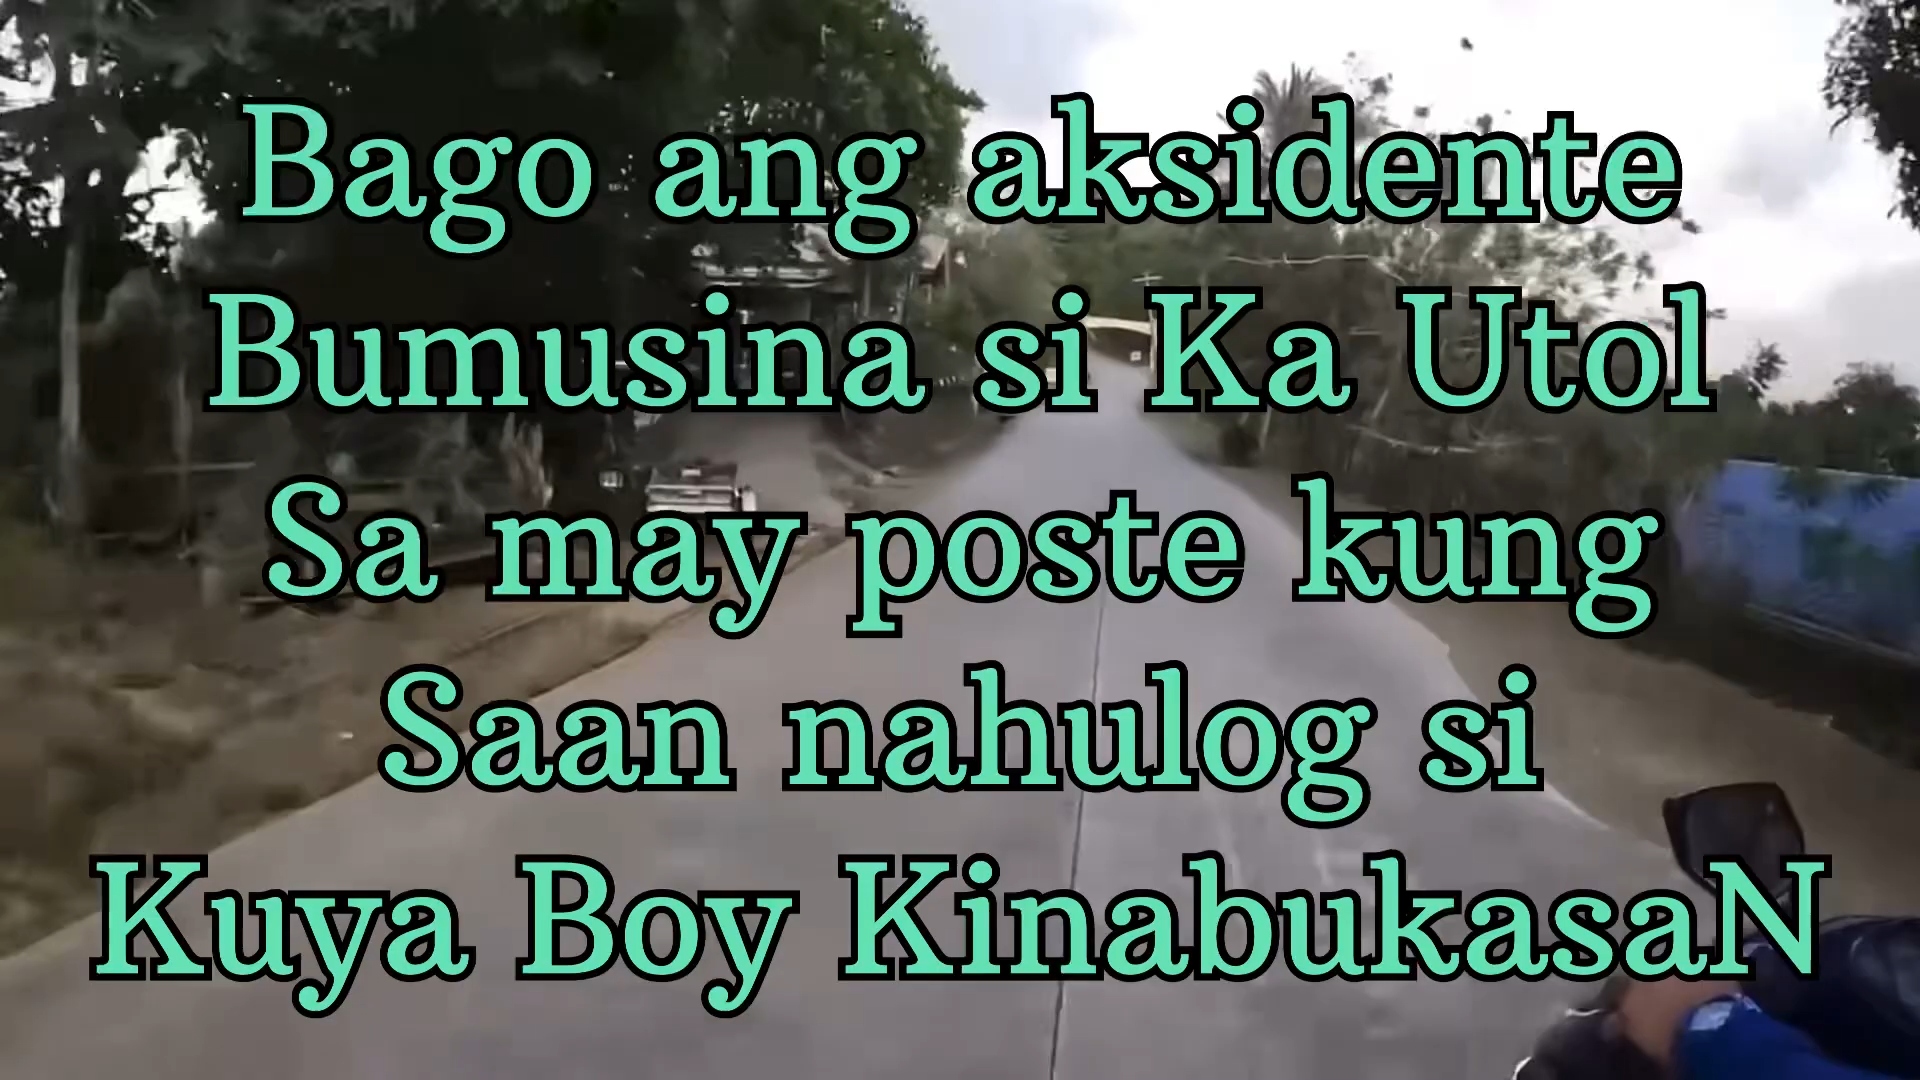 Bago ang aksidente
Bumusina si Ka Utol
Sa may poste kung
Saan nahulog si
Kuya Boy KinabukasaN